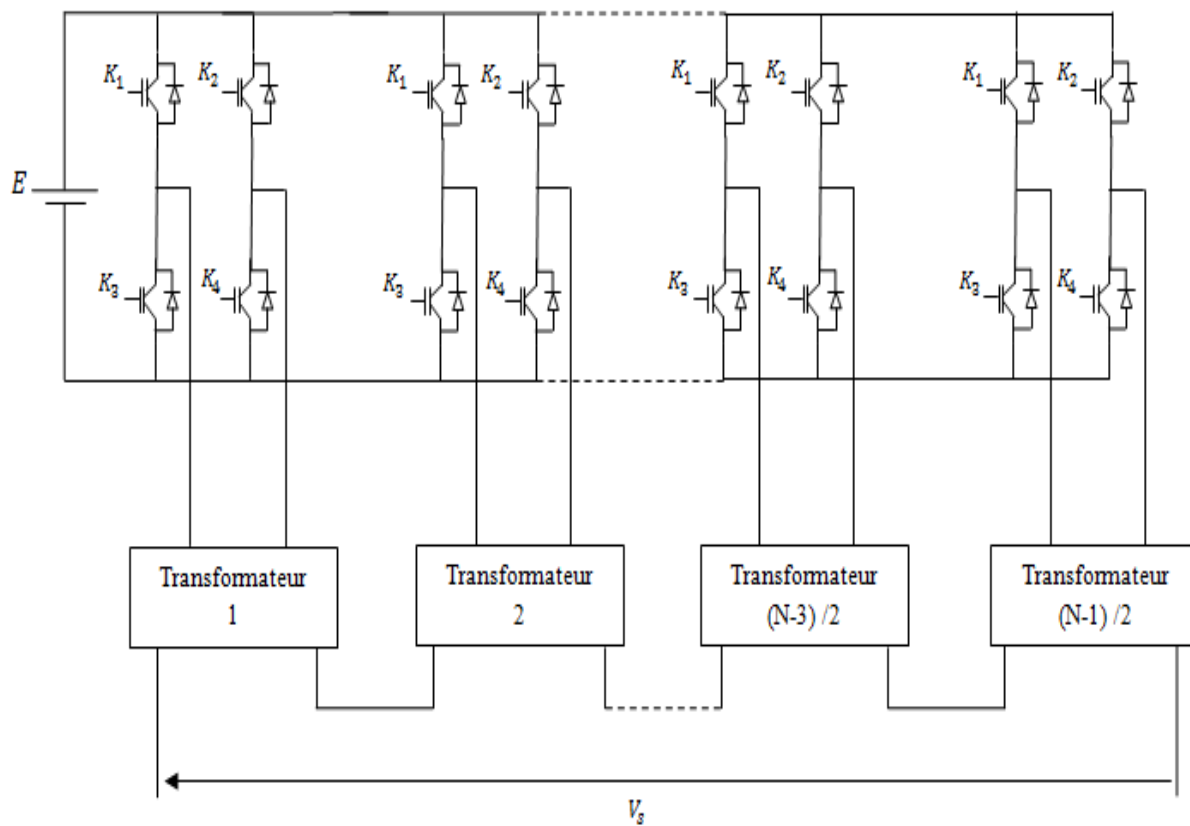 K₁ K₂ K₁ K₂ K₁ K₂ K₁ K₂
E
K₃ K₄ K₃ K₄ K₃ K₄ K₃ K₄
Transformateur
1
Transformateur
2
Transformateur
(N-3) /2
Transformateur
(N-1) /2
Vₛ